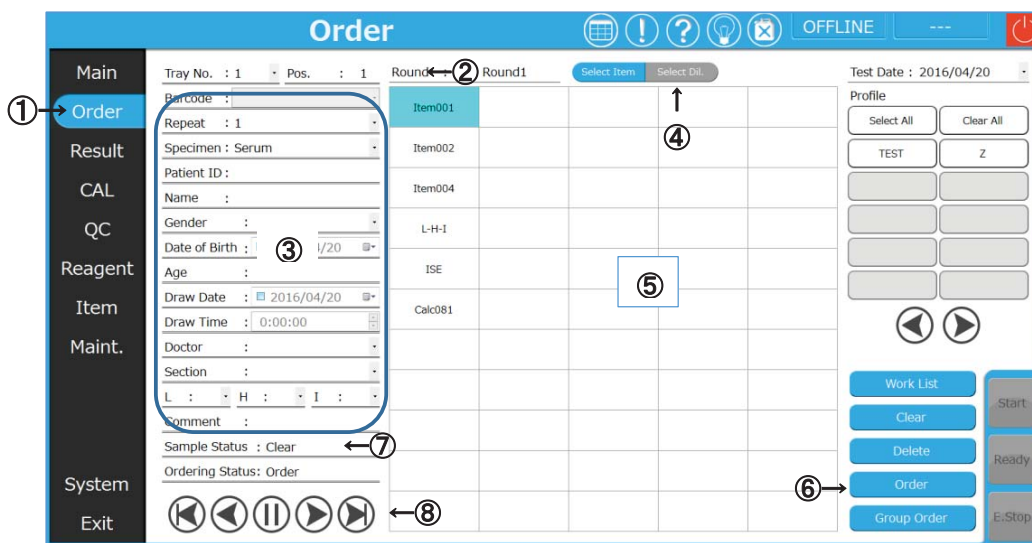 Order
OFFLINE
---
①
Main
Order
Result
CAL
QC
Reagent
Item
Maint.
System
Exit
Tray No. : 1 Pos. : 1
Barcode :
Repeat : 1
Specimen : Serum
Patient ID :
Name :
Gender :
Date of Birth : ③ /20
Age :
Draw Date : 2016/04/20
Draw Time : 0:00:00
Doctor :
Section :
L : H : I :
Comment :
Sample Status : Clear ⑦
Ordering Status: Order
⑧
Round ② Round1
Select Item Select Dil.
④
Item001
Item002
Item004
L-H-I
ISE
Calc081
⑤
Test Date : 2016/04/20
Profile
Select All Clear All
TEST Z
Work List
Clear
Delete
⑥ Order
Group Order
Start
Ready
E.Stop